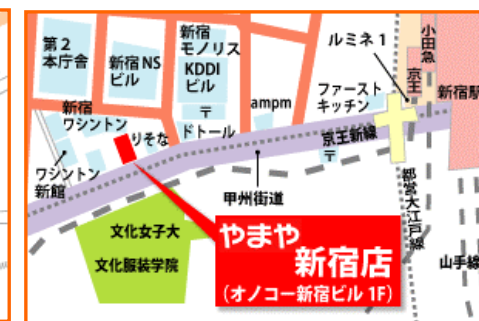 第2
本庁舎
新宿NS
ビル
新宿
モノリス
KDDI
ビル
〒
ドトール
ampm
ルミネ1
ファースト
キッチン
小田急
京王
新宿駅
新宿
ワシントン
りそな
ワシントン
新館
京王新線
〒
甲州街道
都営大江戸線
山手線
文化女子大
文化服装学院
やまや
新宿店
(オノコー新宿ビル1F)